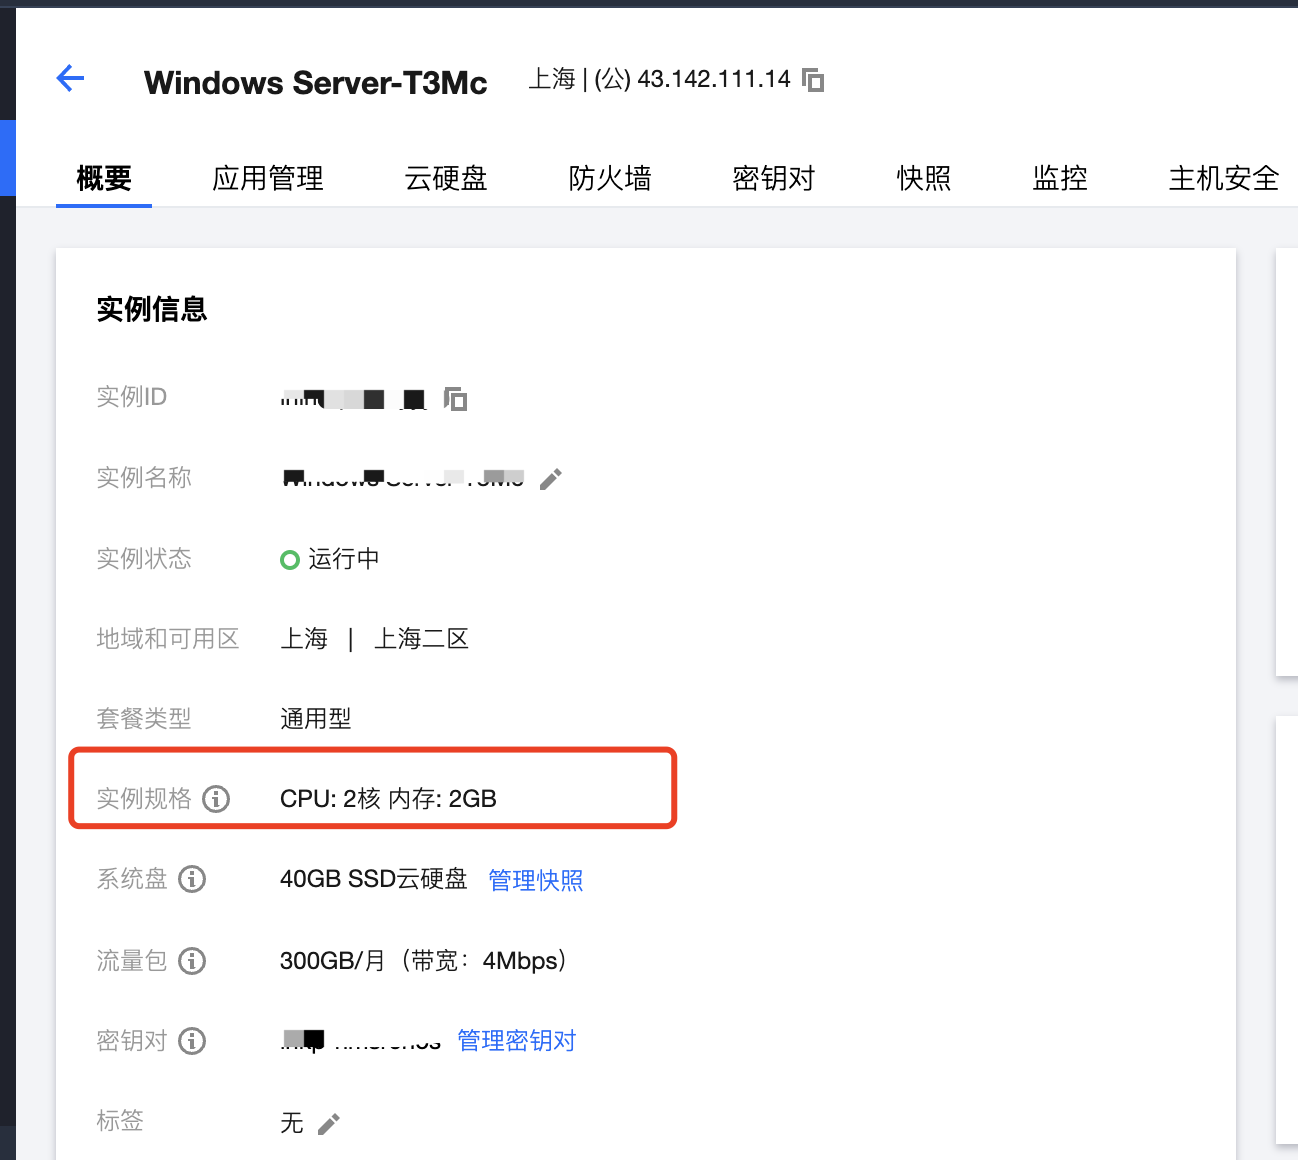 Windows Server-T3Mc 上海 | (公) 43.142.111.14
概要 应用管理 云硬盘 防火墙 密钥对 快照 监控 主机安全
实例信息
实例ID
实例名称
实例状态 运行中
地域和可用区 上海 | 上海二区
套餐类型 通用型
实例规格 CPU: 2核 内存: 2GB
系统盘 40GB SSD云硬盘 管理快照
流量包 300GB/月（带宽：4Mbps）
密钥对 管理密钥对
标签 无